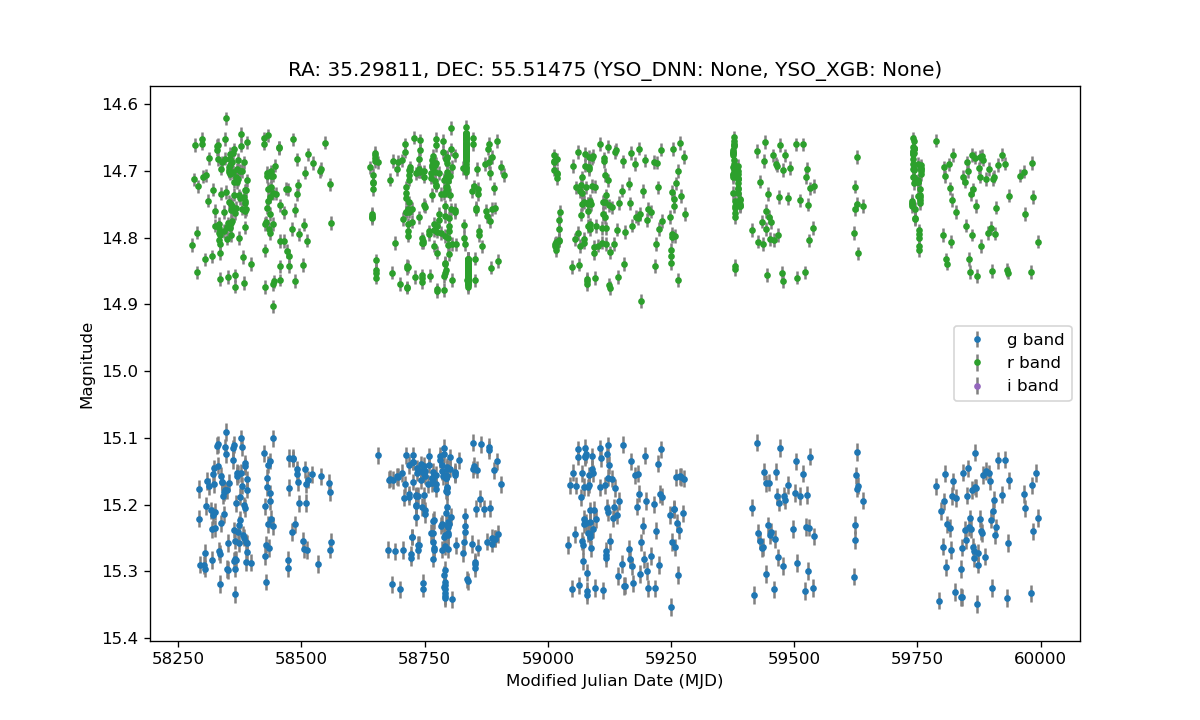 RA: 35.29811, DEC: 55.51475 (YSO_DNN: None, YSO_XGB: None)
14.6
14.7
14.8
14.9
15.0
15.1
15.2
15.3
15.4
Magnitude
g band
r band
i band
58250 58500 58750 59000 59250 59500 59750 60000
Modified Julian Date (MJD)